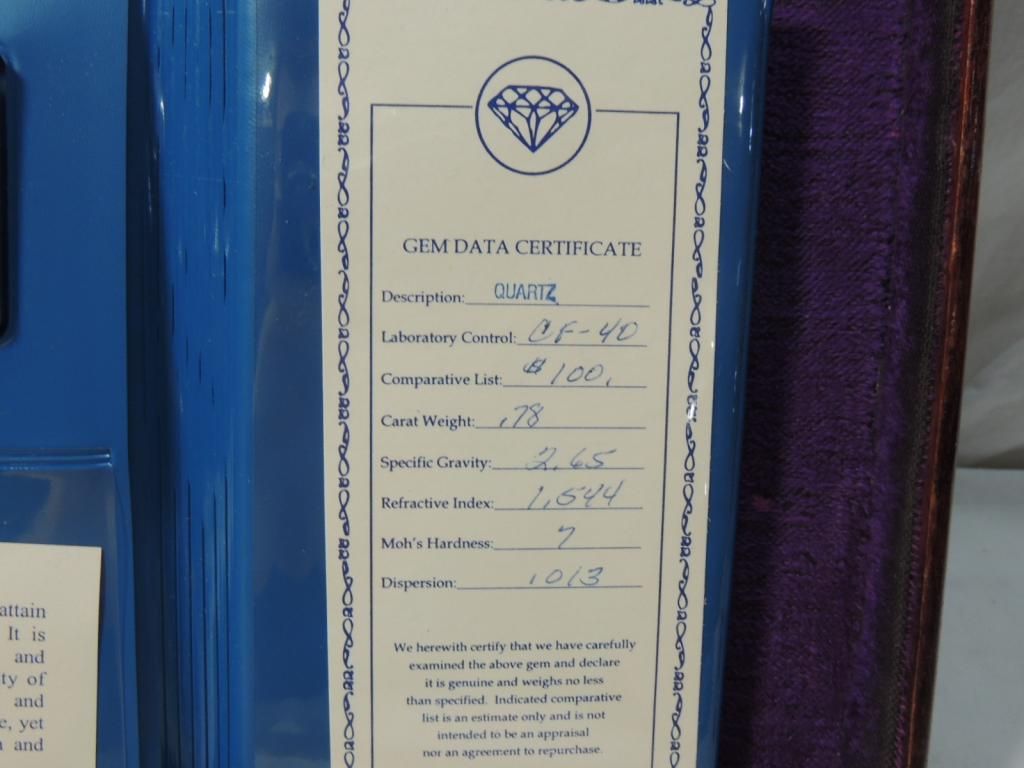 GEM DATA CERTIFICATE
Description: QUARTZ
Laboratory Control: CF-40
Comparative List: $100.
Carat Weight: .78
Specific Gravity: 2.65
Refractive Index: 1.544
Moh's Hardness: 7
Dispersion: .013
We herewith certify that we have carefully
examined the above gem and declare
it is genuine and weighs no less
than specified. Indicated comparative
list is an estimate only and is not
intended to be an appraisal
nor an agreement to repurchase.
attain
It is
and
ty of
and
e, yet
and